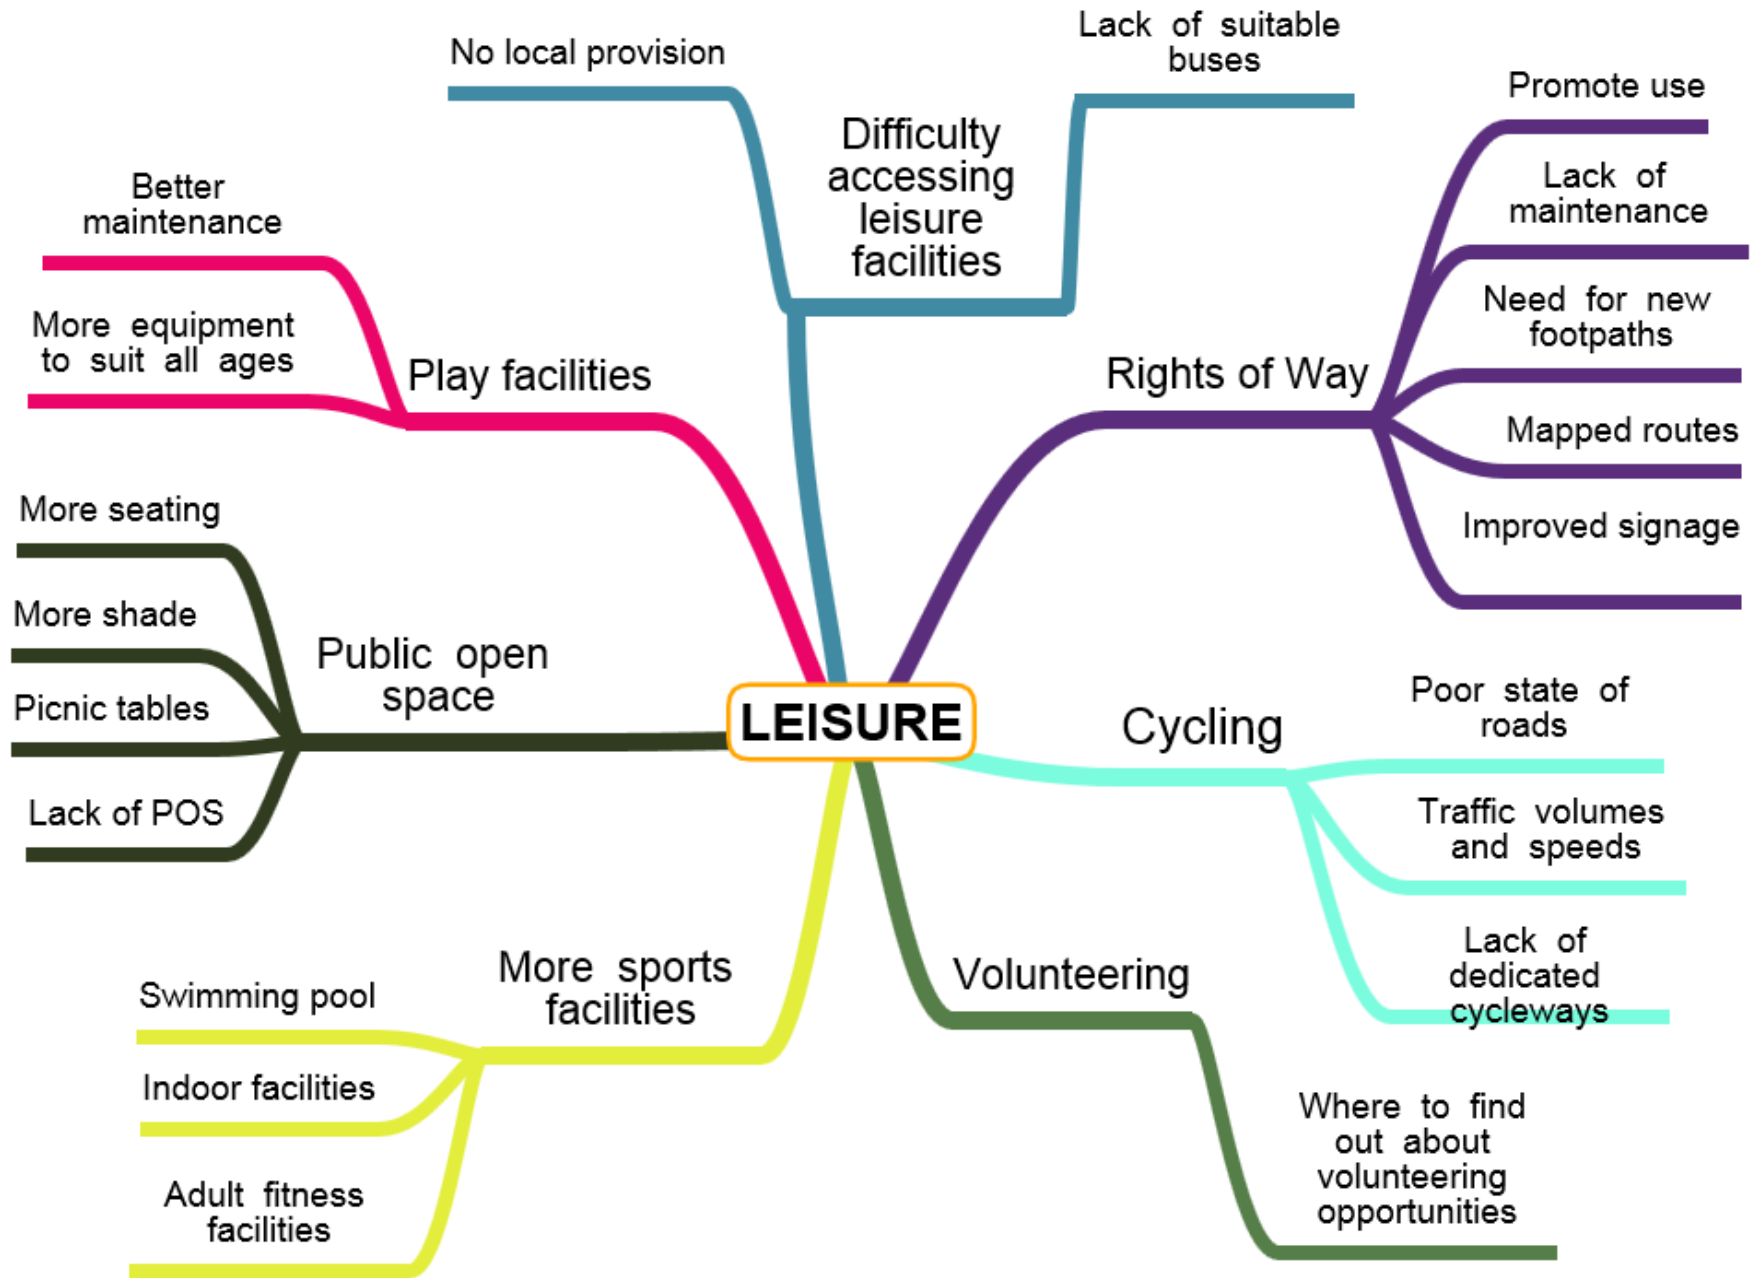 No local provision
Lack of suitable
buses
Difficulty
accessing
leisure
facilities
Promote use
Lack of
maintenance
Need for new
footpaths
Rights of Way
Mapped routes
Improved signage
Better
maintenance
More equipment
to suit all ages
Play facilities
More seating
More shade
Public open
space
Picnic tables
Lack of POS
LEISURE
Cycling
Poor state of
roads
Traffic volumes
and speeds
Lack of
dedicated
cycleways
More sports
facilities
Swimming pool
Indoor facilities
Adult fitness
facilities
Volunteering
Where to find
out about
volunteering
opportunities